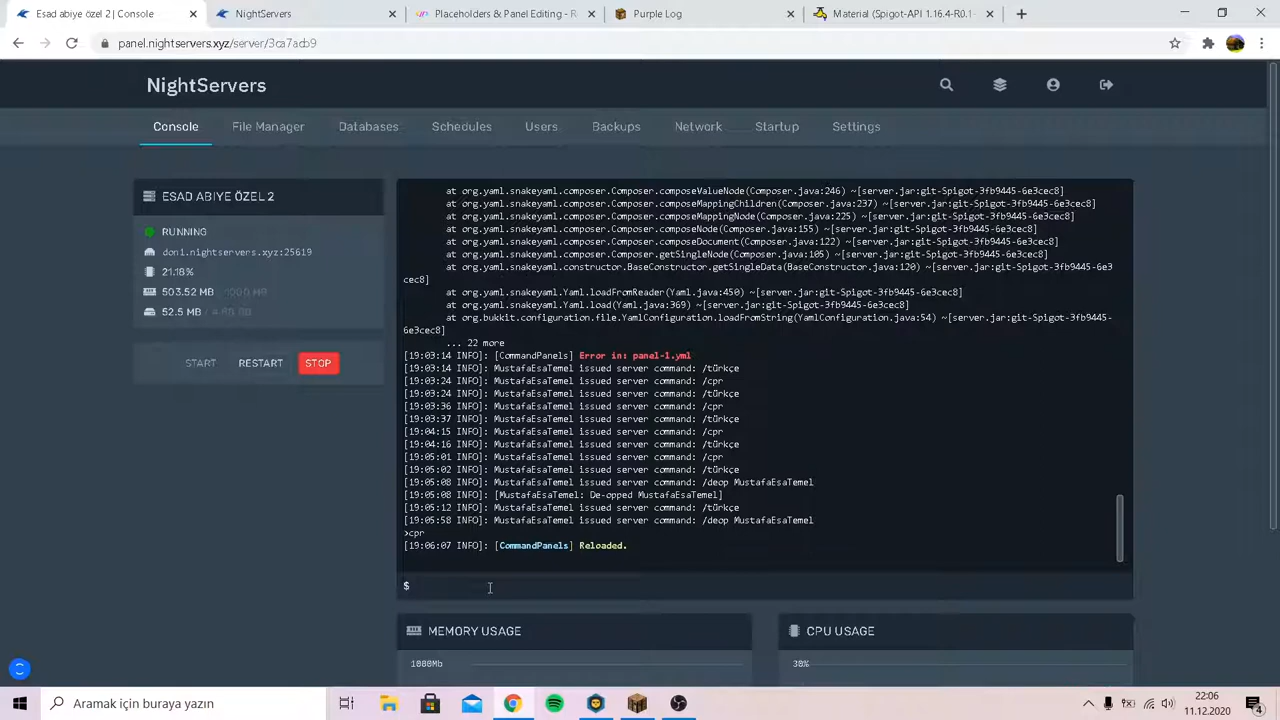 Esad abiye özel 2 | Console
NightServers
Placeholders & Panel Editing - R
Purple Log
Material (Spigot-API 1.16.4-R0.1
panel.nightservers.xyz/server/3ca7acb9
NightServers
Console
File Manager
Databases
Schedules
Users
Backups
Network
Startup
Settings
ESAD ABIYE ÖZEL 2
RUNNING
don1.nightservers.xyz:25619
21.18%
503.52 MB / 1000 MB
52.5 MB
START
RESTART
STOP
at org.yaml.snakeyaml.composer.Composer.composeValueNode(Composer.java:246) ~[server.jar:git-Spigot-3fb9445-6e3cec8]
at org.yaml.snakeyaml.composer.Composer.composeMappingChildren(Composer.java:237) ~[server.jar:git-Spigot-3fb9445-6e3cec8]
at org.yaml.snakeyaml.composer.Composer.composeMappingNode(Composer.java:225) ~[server.jar:git-Spigot-3fb9445-6e3cec8]
at org.yaml.snakeyaml.composer.Composer.composeNode(Composer.java:155) ~[server.jar:git-Spigot-3fb9445-6e3cec8]
at org.yaml.snakeyaml.composer.Composer.composeDocument(Composer.java:122) ~[server.jar:git-Spigot-3fb9445-6e3cec8]
at org.yaml.snakeyaml.composer.Composer.getSingleNode(Composer.java:105) ~[server.jar:git-Spigot-3fb9445-6e3cec8]
at org.yaml.snakeyaml.constructor.BaseConstructor.getSingleData(BaseConstructor.java:120) ~[server.jar:git-Spigot-3fb9445-6e3
cec8]
at org.yaml.snakeyaml.Yaml.loadFromReader(Yaml.java:450) ~[server.jar:git-Spigot-3fb9445-6e3cec8]
at org.yaml.snakeyaml.Yaml.load(Yaml.java:369) ~[server.jar:git-Spigot-3fb9445-6e3cec8]
at org.bukkit.configuration.file.YamlConfiguration.loadFromString(YamlConfiguration.java:54) ~[server.jar:git-Spigot-3fb9445-
6e3cec8]
... 22 more
[19:03:14 INFO]: [CommandPanels] Error in: panel-1.yml
[19:03:14 INFO]: MustafaEsaTemel issued server command: /türkçe
[19:03:24 INFO]: MustafaEsaTemel issued server command: /cpr
[19:03:24 INFO]: MustafaEsaTemel issued server command: /türkçe
[19:03:36 INFO]: MustafaEsaTemel issued server command: /cpr
[19:03:37 INFO]: MustafaEsaTemel issued server command: /türkçe
[19:04:15 INFO]: MustafaEsaTemel issued server command: /cpr
[19:04:16 INFO]: MustafaEsaTemel issued server command: /türkçe
[19:05:01 INFO]: MustafaEsaTemel issued server command: /cpr
[19:05:02 INFO]: MustafaEsaTemel issued server command: /türkçe
[19:05:08 INFO]: MustafaEsaTemel issued server command: /deop MustafaEsaTemel
[19:05:08 INFO]: [MustafaEsaTemel: De-opped MustafaEsaTemel]
[19:05:12 INFO]: MustafaEsaTemel issued server command: /türkçe
[19:05:58 INFO]: MustafaEsaTemel issued server command: /deop MustafaEsaTemel
>cpr
[19:06:07 INFO]: [CommandPanels] Reloaded.
$
MEMORY USAGE
CPU USAGE
1000Mb
30%
Aramak için buraya yazın
22:06
11.12.2020
4